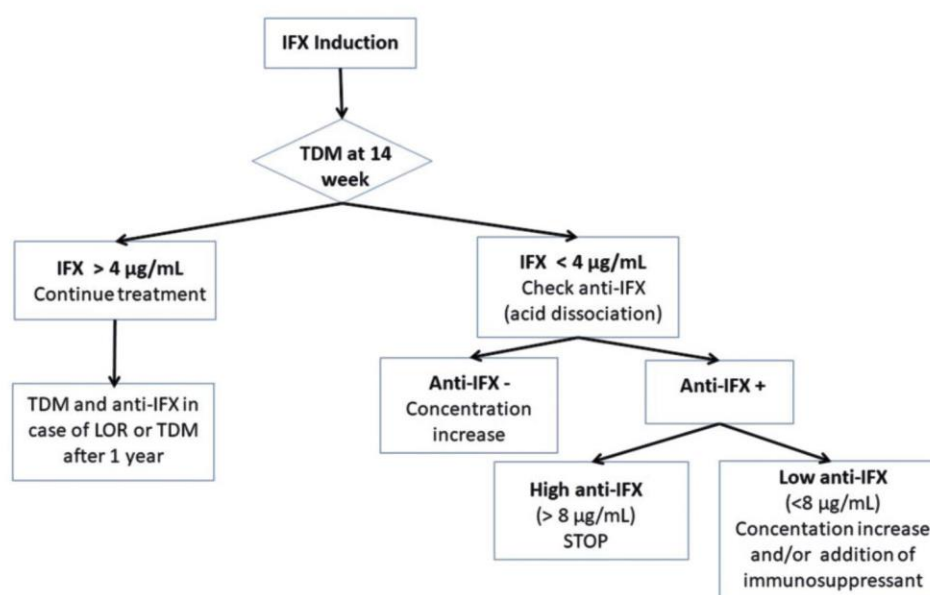 IFX Induction
TDM at 14
week
IFX > 4 µg/mL
Continue treatment
IFX < 4 µg/mL
Check anti-IFX
(acid dissociation)
TDM and anti-IFX in
case of LOR or TDM
after 1 year
Anti-IFX -
Concentration
increase
Anti-IFX +
High anti-IFX
(> 8 µg/mL)
STOP
Low anti-IFX
(<8 µg/mL)
Concentation increase
and/or addition of
immunosuppressant